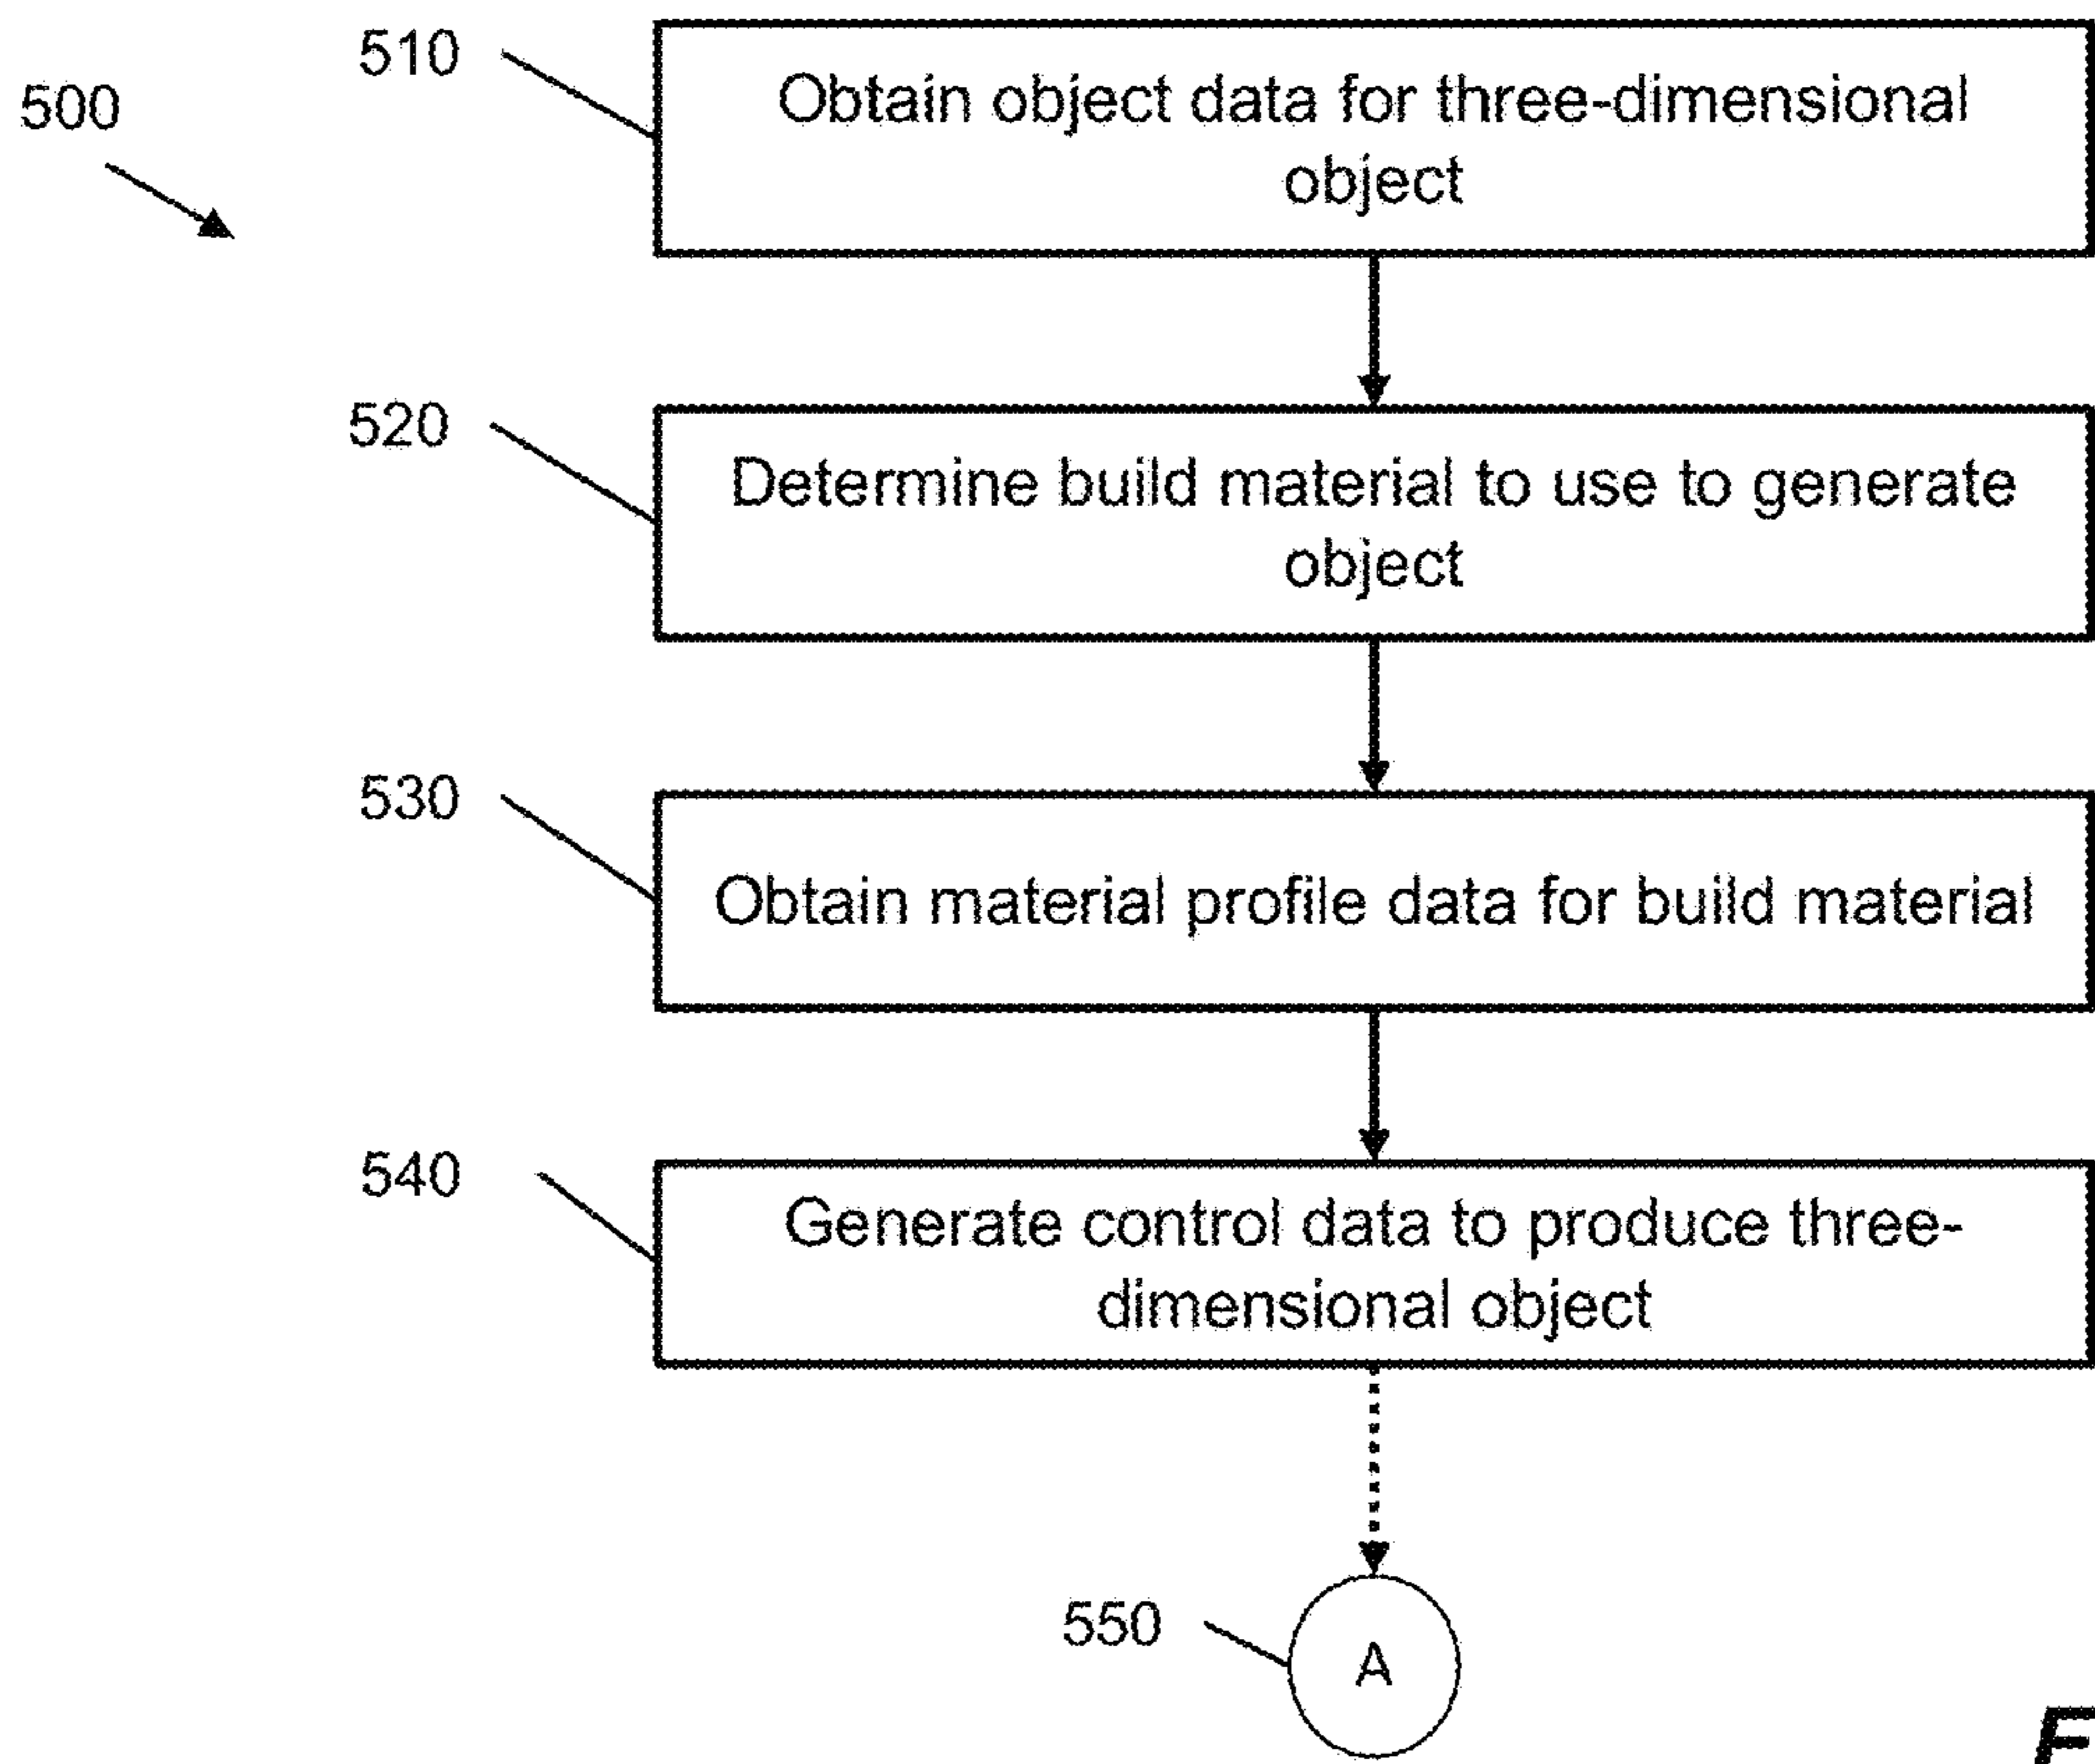 510
500
Obtain object data for three-dimensional
object
520
Determine build material to use to generate
object
530
Obtain material profile data for build material
540
Generate control data to produce three-
dimensional object
550
A